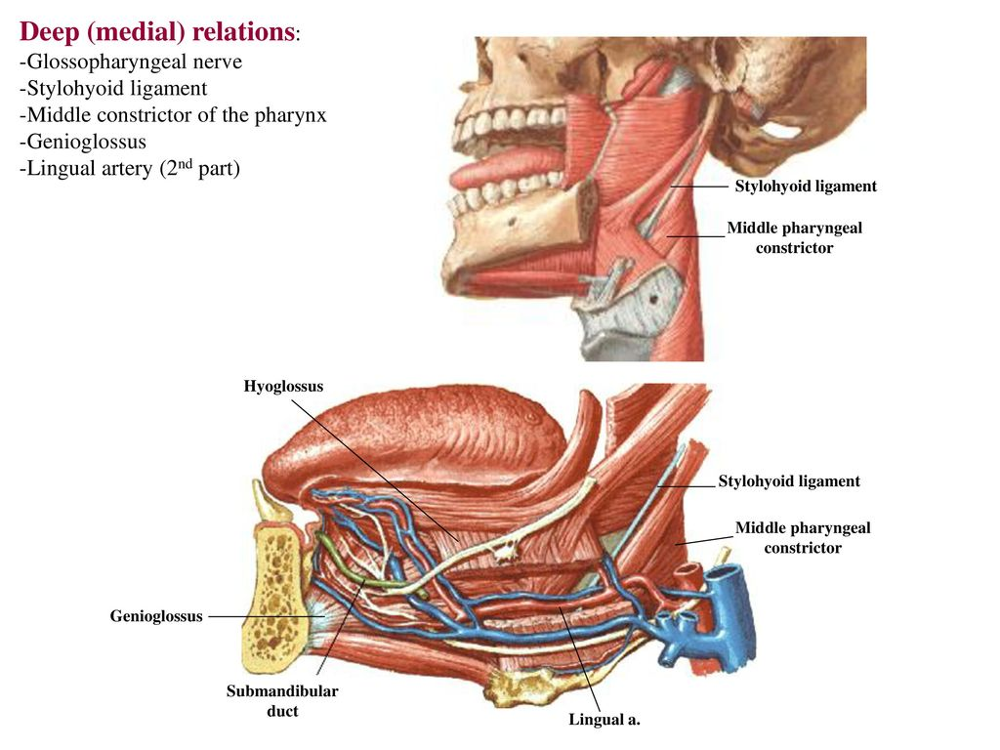 Deep (medial) relations:
-Glossopharyngeal nerve
-Stylohyoid ligament
-Middle constrictor of the pharynx
-Genioglossus
-Lingual artery (2nd part)
Stylohyoid ligament
Middle pharyngeal
constrictor
Hyoglossus
Stylohyoid ligament
Middle pharyngeal
constrictor
Genioglossus
Submandibular
duct
Lingual a.